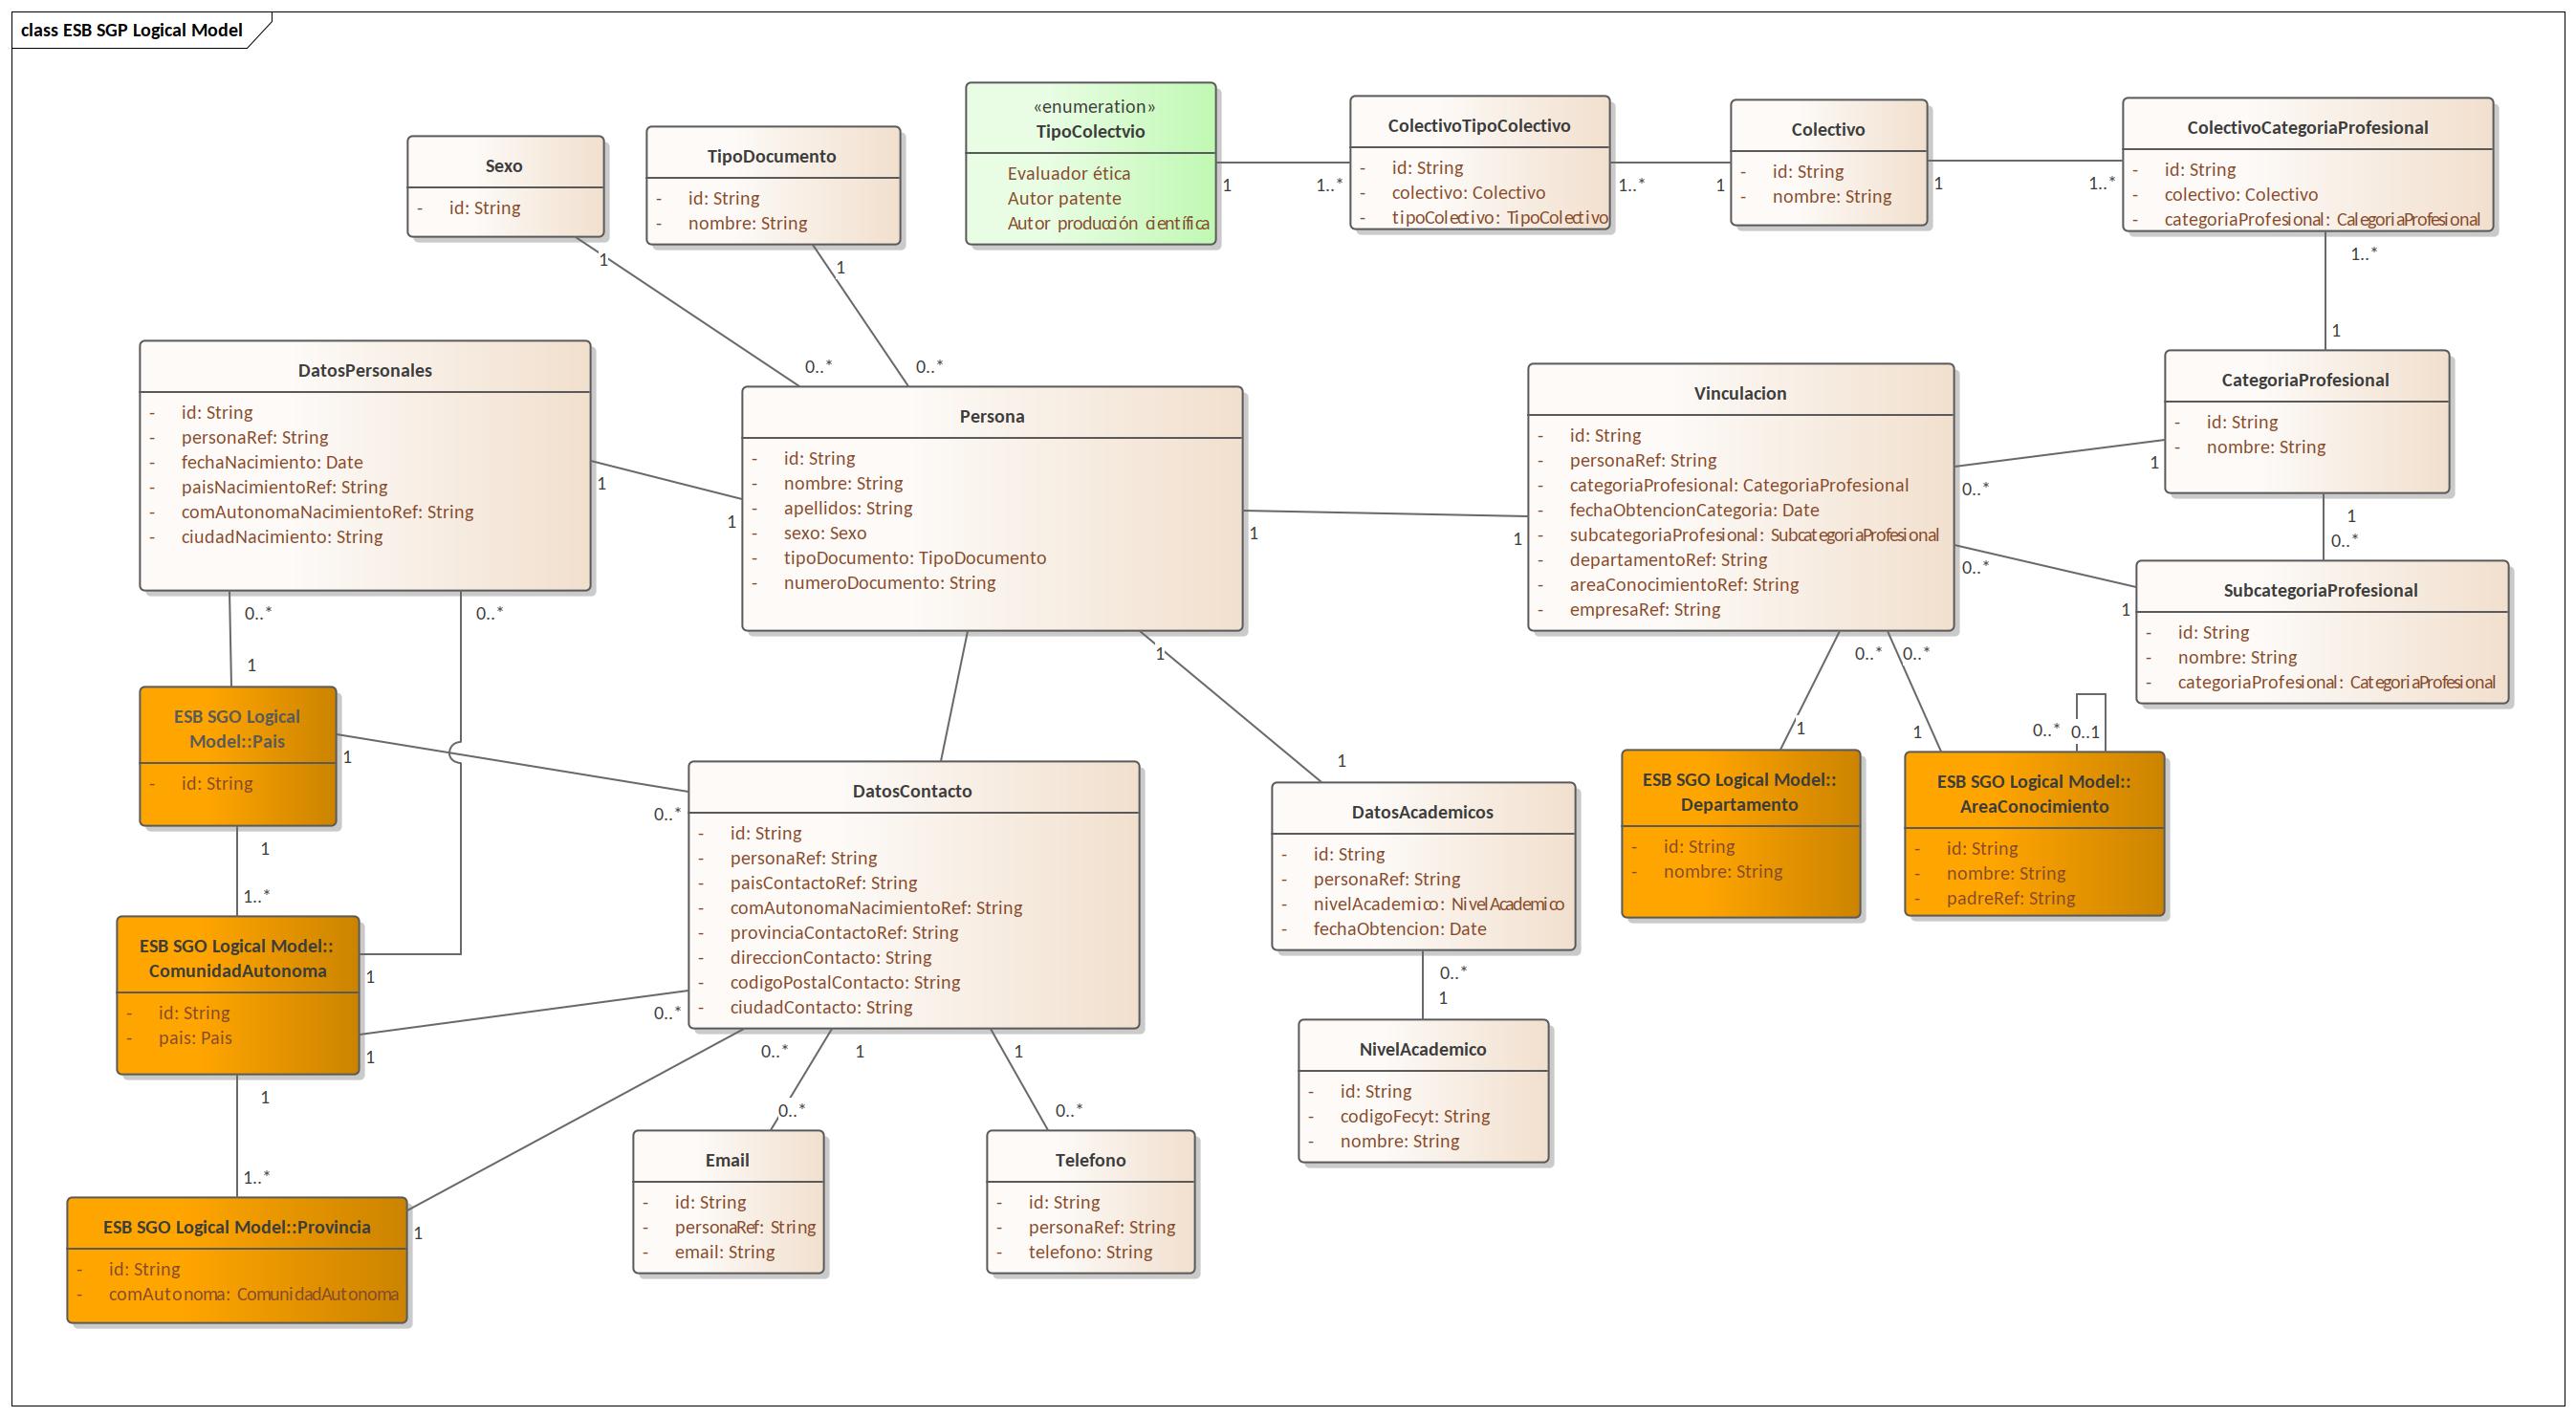 class ESB SGP Logical Model
«enumeration»
TipoColectvio
Evaluador ética
Autor patente
Autor producción científica
1
1..*
ColectivoTipoColectivo
- id: String
- colectivo: Colectivo
- tipoColectivo: TipoColectivo
1..*
1
Colectivo
- id: String
- nombre: String
1
1..*
ColectivoCategoriaProfesional
- id: String
- colectivo: Colectivo
- categoriaProfesional: CalegoriaProfesional
1..*
1
Sexo
- id: String
1
0..*
TipoDocumento
- id: String
- nombre: String
1
0..*
DatosPersonales
- id: String
- personaRef: String
- fechaNacimiento: Date
- paisNacimientoRef: String
- comAutonomaNacimientoRef: String
- ciudadNacimiento: String
1
1
0..*
1
0..*
Persona
- id: String
- nombre: String
- apellidos: String
- sexo: Sexo
- tipoDocumento: TipoDocumento
- numeroDocumento: String
1
1
1
1
Vinculacion
- id: String
- personaRef: String
- categoriaProfesional: CategoriaProfesional
- fechaObtencionCategoria: Date
- subcategoriaProfesional: SubcategoriaProfesional
- departamentoRef: String
- areaConocimientoRef: String
- empresaRef: String
0..*
1
0..*
1
0..*
0..*
1
1
CategoriaProfesional
- id: String
- nombre: String
1
0..*
SubcategoriaProfesional
- id: String
- nombre: String
- categoriaProfesional: CategoriaProfesional
0..*
0..1
ESB SGO Logical
Model::Pais
- id: String
1
0..*
1
1..*
ESB SGO Logical Model::
ComunidadAutonoma
- id: String
- pais: Pais
1
1
0..*
1
1..*
ESB SGO Logical Model::Provincia
- id: String
- comAutonoma: ComunidadAutonoma
1
DatosContacto
- id: String
- personaRef: String
- paisContactoRef: String
- comAutonomaNacimientoRef: String
- provinciaContactoRef: String
- direccionContacto: String
- codigoPostalContacto: String
- ciudadContacto: String
0..*
1
1
0..*
0..*
Email
- id: String
- personaRef: String
- email: String
Telefono
- id: String
- personaRef: String
- telefono: String
DatosAcademicos
- id: String
- personaRef: String
- nivelAcademico: NivelAcademico
- fechaObtencion: Date
0..*
1
NivelAcademico
- id: String
- codigoFecyt: String
- nombre: String
ESB SGO Logical Model::
Departamento
- id: String
- nombre: String
ESB SGO Logical Model::
AreaConocimiento
- id: String
- nombre: String
- padreRef: String